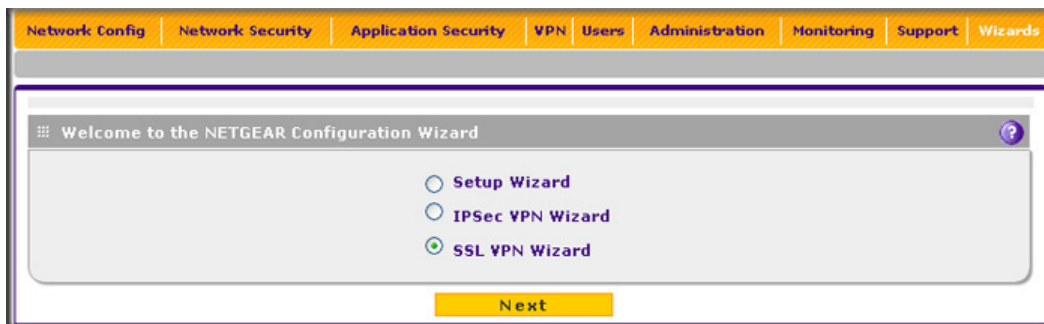 Network Config Network Security Application Security VPN Users Administration Monitoring Support Wizards
Welcome to the NETGEAR Configuration Wizard ?
Setup Wizard
IPSec VPN Wizard
SSL VPN Wizard
Next